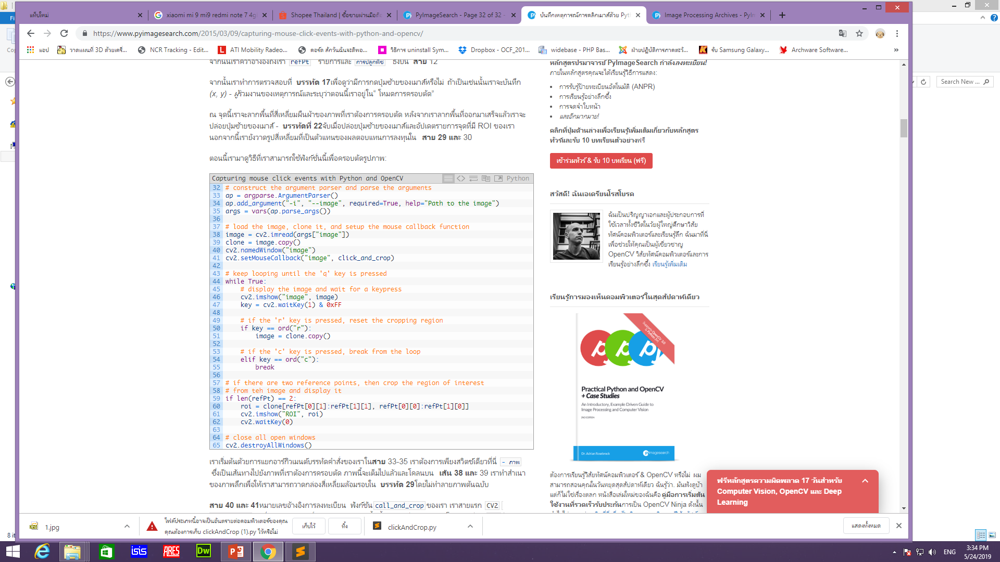 Fi
แท็บใหม่
xiaomi mi 9 mi9 redmi note 7 4g
Shopee Thailand | ซื้อขายผ่านมือถือ
PyImageSearch - Page 32 of 32 -
บันทึกเหตุการณ์การคลิกเมาส์ด้วย Pyt
Image Processing Archives - PyIm
https://www.pyimagesearch.com/2015/03/09/capturing-mouse-click-events-with-python-and-opencv/
แอป
วาดแผนที่ 3D ด้วยเครื่...
NCR Tracking - Edit...
ATI Mobility Radeo...
คอร์ด สักวันฉันจะดีพอ...
วิธีการ uninstall Sym...
Dropbox - OCF_201...
widebase - PHP Bas...
ฝ่ายปฏิบัติการภาคตะวั...
รับ Samsung Galaxy...
Archware Software...
»
Search New ...
จากนั้นเราคว้าอ้างอิงถึงเรา refPt รายการและ การปลูกพืช ธงบน สาย 12
จากนั้นเราทำการตรวจสอบที่ บรรทัด 17เพื่อดูว่ามีการกดปุ่มซ้ายของเมาส์หรือไม่ ถ้าเป็นเช่นนั้นเราจะบันทึก
(x, y) - ผู้ร่วมงานของเหตุการณ์และระบุว่าตอนนี้เราอยู่ใน“ โหมดการครอบตัด”
ณ จุดนี้เราจะลากพื้นที่สี่เหลี่ยมผืนผ้าของภาพที่เราต้องการครอบตัด หลังจากเราลากพื้นที่ออกมาเสร็จแล้วเราจะ
ปล่อยปุ่มซ้ายของเมาส์ - บรรทัดที่ 22จับเมื่อปล่อยปุ่มซ้ายของเมาส์และอัปเดตรายการจุดที่มี ROI ของเรา
นอกจากนี้เรายังวาดรูปสี่เหลี่ยมที่เป็นตัวแทนของผลตอบแทนการลงทุนใน สาย 29 และ 30
ตอนนี้เรามาดูวิธีที่เราสามารถใช้ฟังก์ชั่นนี้เพื่อครอบตัดรูปภาพ:
Capturing mouse click events with Python and OpenCV
Python
32 # construct the argument parser and parse the arguments
33 ap = argparse.ArgumentParser()
34 ap.add_argument("-i", "--image", required=True, help="Path to the image")
35 args = vars(ap.parse_args())
36
37 # load the image, clone it, and setup the mouse callback function
38 image = cv2.imread(args["image"])
39 clone = image.copy()
40 cv2.namedWindow("image")
41 cv2.setMouseCallback("image", click_and_crop)
42
43 # keep looping until the 'q' key is pressed
44 while True:
45     # display the image and wait for a keypress
46     cv2.imshow("image", image)
47     key = cv2.waitKey(1) & 0xFF
48
49     # if the 'r' key is pressed, reset the cropping region
50     if key == ord("r"):
51         image = clone.copy()
52
53     # if the 'c' key is pressed, break from the loop
54     elif key == ord("c"):
55         break
56
57 # if there are two reference points, then crop the region of interest
58 # from teh image and display it
59 if len(refPt) == 2:
60     roi = clone[refPt[0][1]:refPt[1][1], refPt[0][0]:refPt[1][0]]
61     cv2.imshow("ROI", roi)
62     cv2.waitKey(0)
63
64 # close all open windows
65 cv2.destroyAllWindows()
เราเริ่มต้นด้วยการแยกอาร์กิวเมนต์บรรทัดคำสั่งของเราในสาย 33-35 เราต้องการเพียงสวิตช์เดียวที่นี่ - ภาพ
ซึ่งเป็นเส้นทางไปยังภาพที่เราต้องการครอบตัด ภาพนี้จะเต็มไปแล้วและโคลนบน เส้น 38 และ 39 เราทำสำเนา
ของภาพลึกเพื่อให้เราสามารถวาดกล่องสี่เหลี่ยมล้อมรอบใน บรรทัด 29โดยไม่ทำลายภาพต้นฉบับ
สาย 40 และ 41หมายเลขอ้างอิงการลงทะเบียน ฟังก์ชัน call_and_crop ของเรา เราสายแรก CV2
หลักสูตรปรมาจารย์ PyImageSearch กำลังลงทะเบียน!
ภายในหลักสูตรคุณจะได้เรียนรู้วิธีการแสดง:
• การรับรู้ป้ายทะเบียนอัตโนมัติ (ANPR)
• การเรียนรู้อย่างลึกซึ้ง
• การจดจำใบหน้า
• และอีกมากมาย!
คลิกที่ปุ่มด้านล่างเพื่อเรียนรู้เพิ่มเติมเกี่ยวกับหลักสูตร
ทัวร์และรับ 10 บทเรียนตัวอย่างฟรี
เข้าร่วมทัวร์ & รับ 10 บทเรียน (ฟรี)
สวัสดี! ฉันเอเดรียนโรสโบรค
ฉันเป็นปริญญาเอกและผู้ประกอบการที่
ใช้เวลาทั้งชีวิตในวัยผู้ใหญ่ศึกษาวิสัย
ทัศน์คอมพิวเตอร์และเรียนรู้ลึก ฉันมาที่นี่
เพื่อช่วยให้คุณเป็นผู้เชี่ยวชาญ
OpenCV วิสัยทัศน์คอมพิวเตอร์และการ
เรียนรู้อย่างลึกซึ้ง เรียนรู้เพิ่มเติม
เรียนรู้การมองเห็นคอมพิวเตอร์ในสุดสัปดาห์เดียว
Supports OpenCV 3.0
& Python 3+!
Practical Python and OpenCV
+ Case Studies
An Introductory, Example Driven Guide to
Image Processing and Computer Vision
2ND EDITION
Dr. Adrian Rosebrock
pyimagesearch
ต้องการเรียนรู้วิสัยทัศน์คอมพิวเตอร์ & OpenCV หรือไม่ ผม
สามารถสอนคุณในวันหยุดสุดสัปดาห์เดียว ฉันรู้ว่า. มันฟังดูบ้า
แต่ก็ไม่ใช่เรื่องตลก หนังสือเล่มใหม่ของฉันคือ คู่มือการเริ่มต้น
ใช้งานที่รวดเร็วรับประกันการเป็น OpenCV Ninja ดังนั้น
ฟรีหลักสูตรความผิดพลาด 17 วันสำหรับ
Computer Vision, OpenCV และ Deep
Learning
1.jpg
ไฟล์ประเภทนี้อาจเป็นอันตรายต่อคอมพิวเตอร์ของคุณ
คุณต้องการเก็บ clickAndCrop (1).py ไว้หรือไม่
เก็บไว้
ทิ้ง
clickAndCrop.py
แสดงทั้งหมด
8 it
isis
ARES
Dw
ENG
3:34 PM
5/24/2019